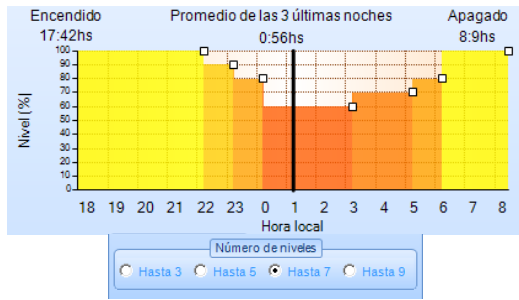 Encendido Promedio de las 3 últimas noches Apagado
17:42hs 0:56hs 8:9hs
Nivel [%]
100
90
80
70
60
50
40
30
20
10
0
18 19 20 21 22 23 0 1 2 3 4 5 6 7 8
Hora local
Número de niveles
Hasta 3 Hasta 5 Hasta 7 Hasta 9